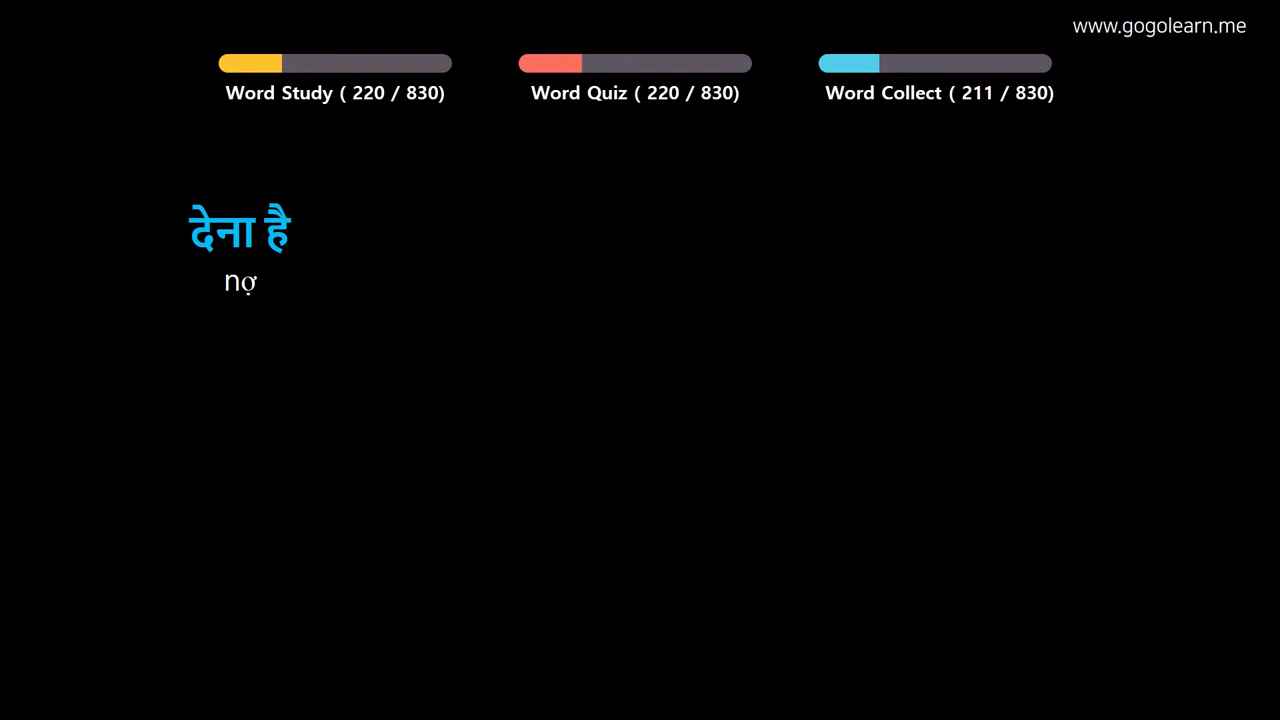 www.gogolearn.me
Word Study ( 220 / 830)
Word Quiz ( 220 / 830)
Word Collect ( 211 / 830)
देना है
nợ